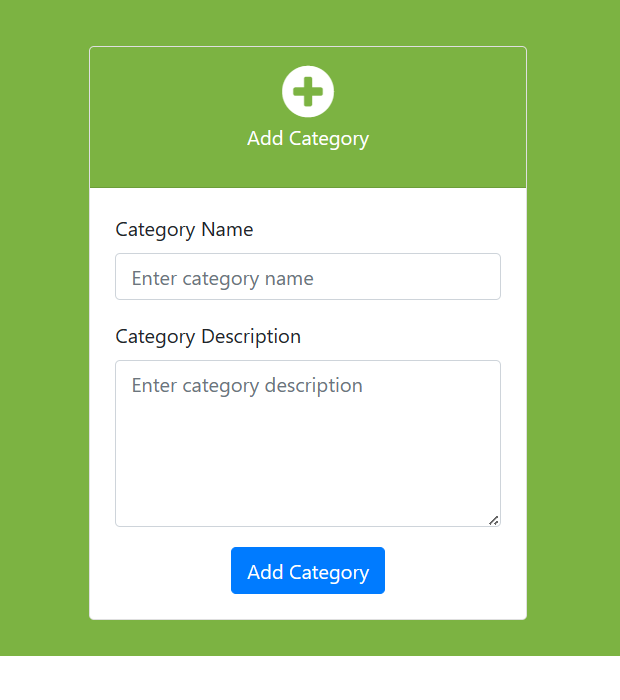 Add Category
Category Name
Enter category name
Category Description
Enter category description
Add Category